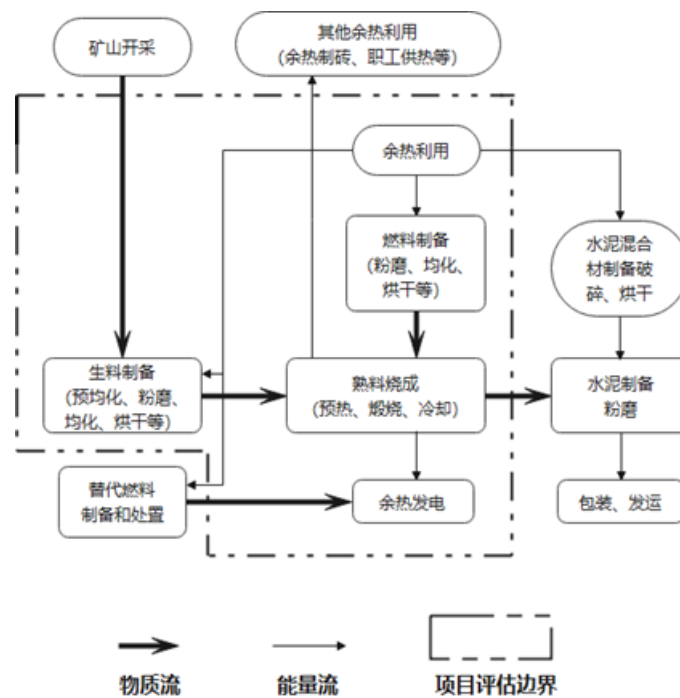 矿山开采
其他余热利用
(余热制砖、职工供热等)
余热利用
燃料制备
(粉磨、均化、
烘干等)
水泥混合
材制备破
碎、烘干
生料制备
(预均化、粉磨、
均化、烘干等)
熟料烧成
(预热、煅烧、冷却)
水泥制备
粉磨
替代燃料
制备和处置
余热发电
包装、发运
物质流
能量流
项目评估边界